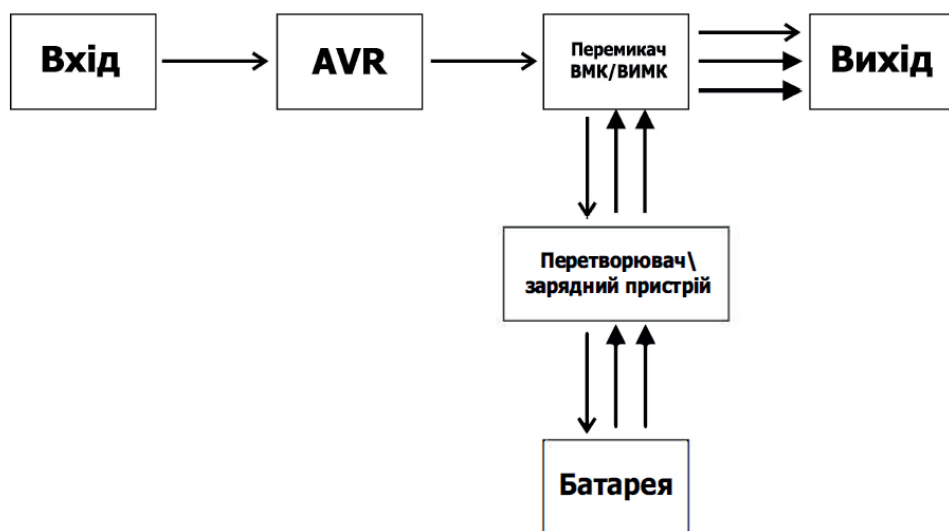 Вхід
AVR
Перемикач
ВМК/ВИМК
Вихід
Перетворювач\
зарядний пристрій
Батарея